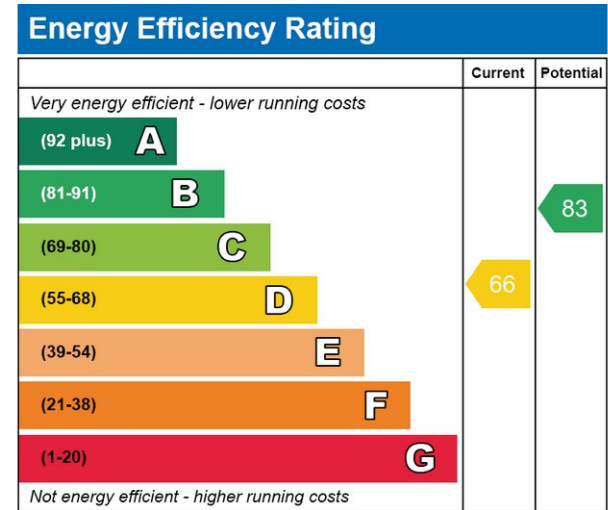 Energy Efficiency Rating
Current Potential
Very energy efficient - lower running costs
(92 plus) A
(81-91) B
83
(69-80) C
(55-68) D
66
(39-54) E
(21-38) F
(1-20) G
Not energy efficient - higher running costs